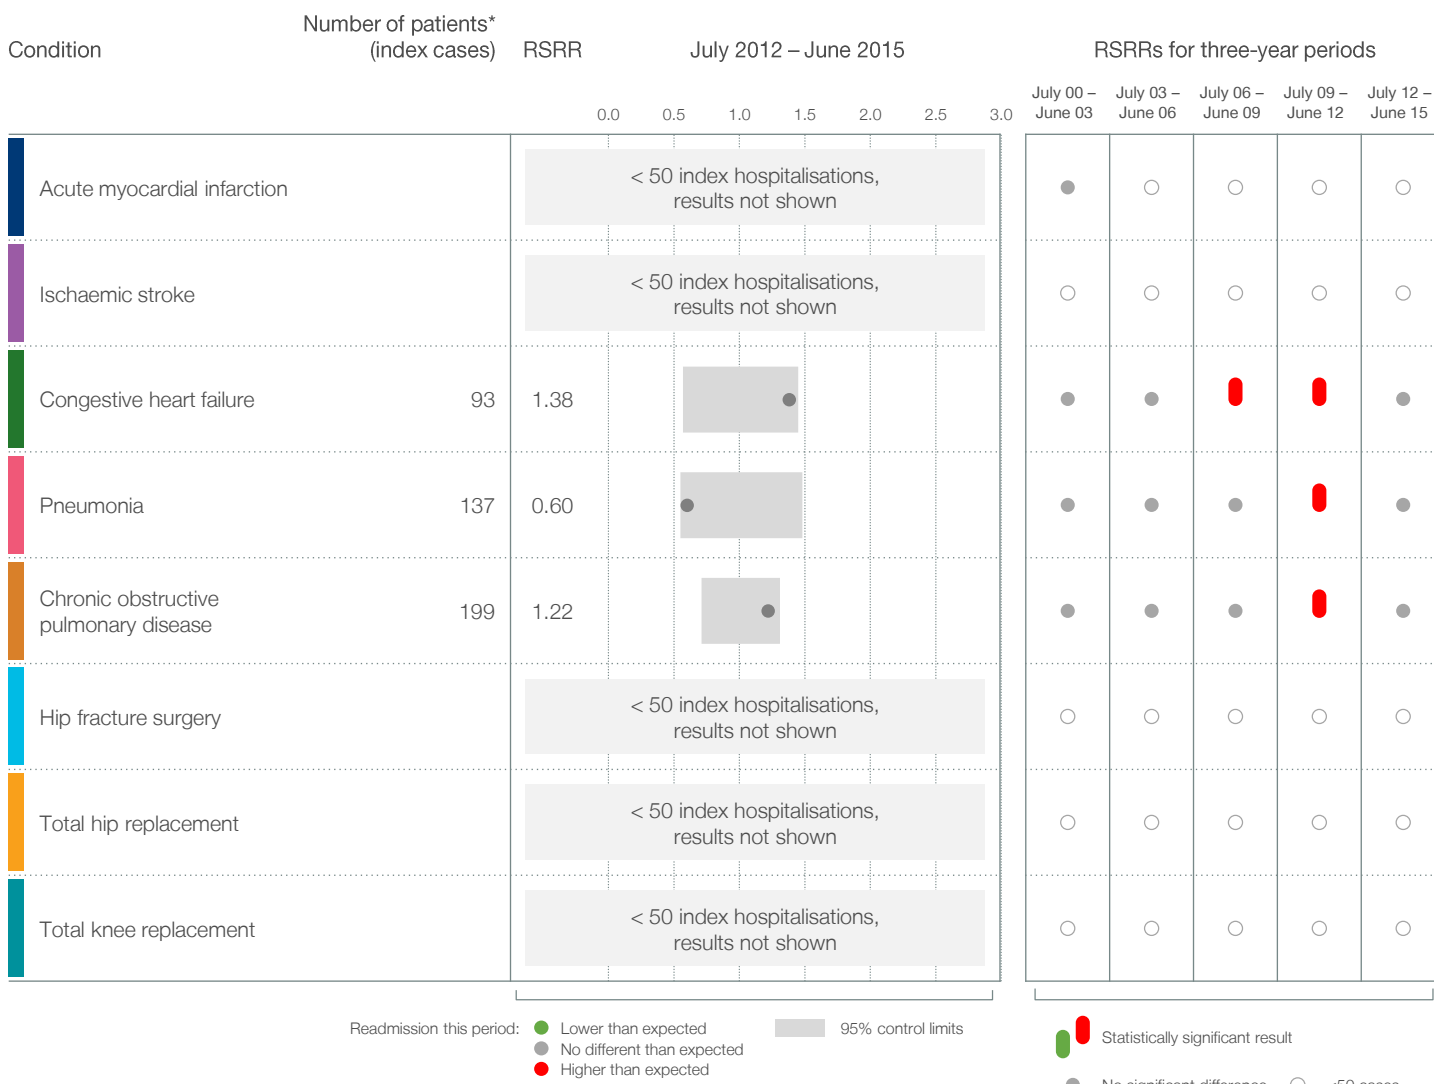 Number of patients*
Condition (index cases) RSRR July 2012 – June 2015 RSRRs for three-year periods
July 00 – June 03 July 03 – June 06 July 06 – June 09 July 09 – June 12 July 12 – June 15
0.0 0.5 1.0 1.5 2.0 2.5 3.0
Acute myocardial infarction
< 50 index hospitalisations,
results not shown
Ischaemic stroke
< 50 index hospitalisations,
results not shown
Congestive heart failure 93 1.38
Pneumonia 137 0.60
Chronic obstructive
pulmonary disease 199 1.22
Hip fracture surgery
< 50 index hospitalisations,
results not shown
Total hip replacement
< 50 index hospitalisations,
results not shown
Total knee replacement
< 50 index hospitalisations,
results not shown
Readmission this period: Lower than expected 95% control limits
No different than expected
Higher than expected
Statistically significant result
No significant difference <50 cases